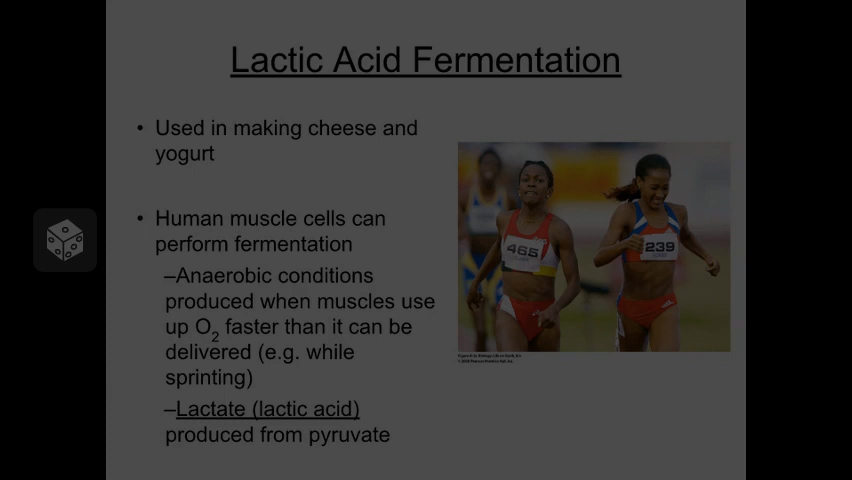 Lactic Acid Fermentation
• Used in making cheese and
yogurt
• Human muscle cells can
perform fermentation
–Anaerobic conditions
produced when muscles use
up O2 faster than it can be
delivered (e.g. while
sprinting)
–Lactate (lactic acid)
produced from pyruvate
465
239